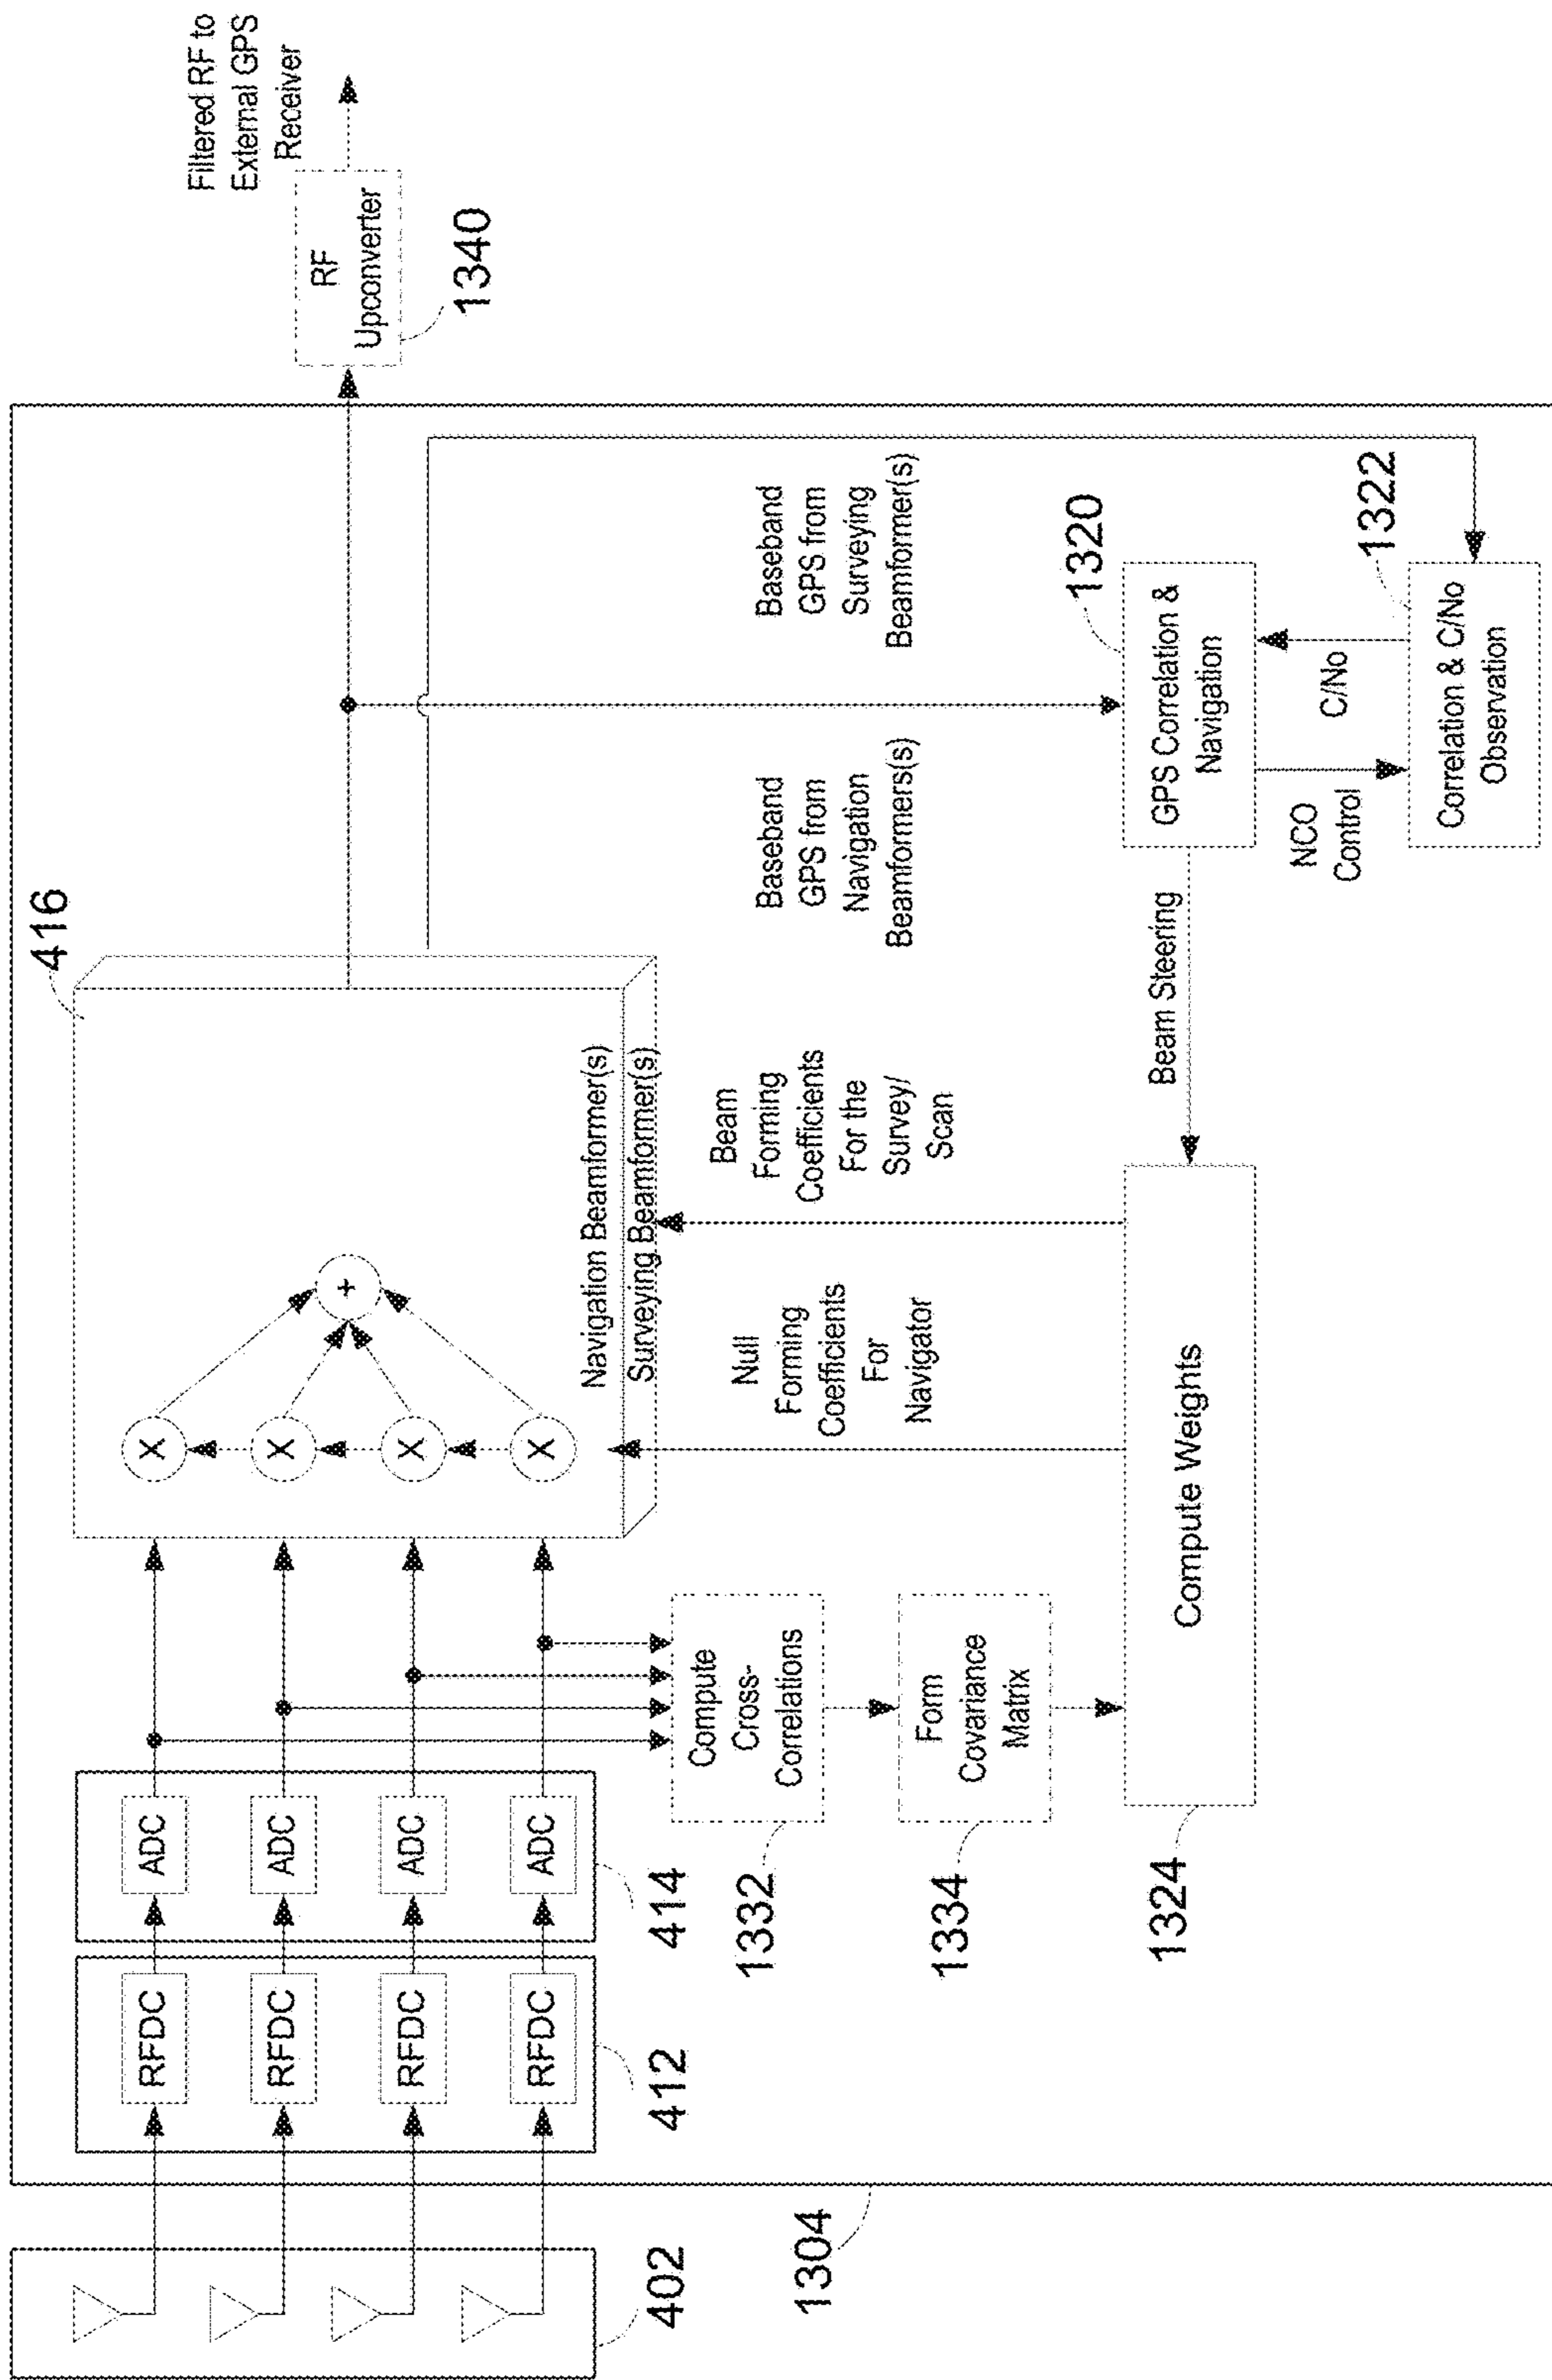 402
1304
RFDC
RFDC
RFDC
RFDC
412
ADC
ADC
ADC
ADC
414
Compute
Cross-
Correlations
1332
Form
Covariance
Matrix
1334
Compute Weights
1324
X
X
X
X
+
Navigation Beamformer(s)
Surveying Beamformer(s)
416
Null
Forming
Coefficients
For
Navigator
Beam
Forming
Coefficients
For the
Survey/
Scan
Beam Steering
Baseband
GPS from
Navigation
Beamformers(s)
Baseband
GPS from
Surveying
Beamformer(s)
GPS Correlation &
Navigation
1320
NCO
Control
C/No
Correlation & C/No
Observation
1322
RF
Upconverter
1340
Filtered RF to
External GPS
Receiver